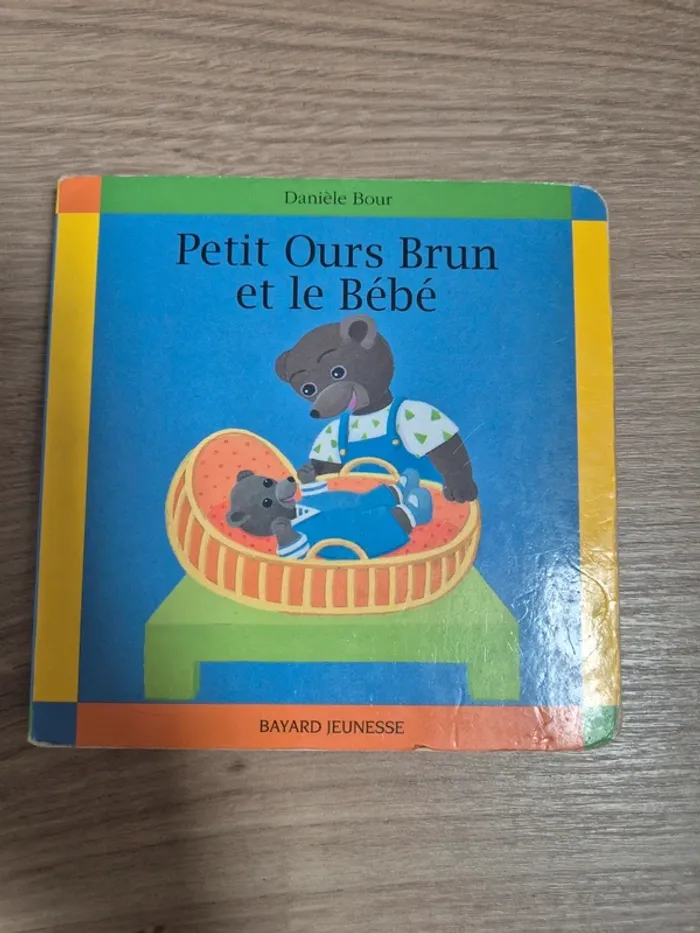 Danièle Bour
Petit Ours Brun
et le Bébé
BAYARD JEUNESSE